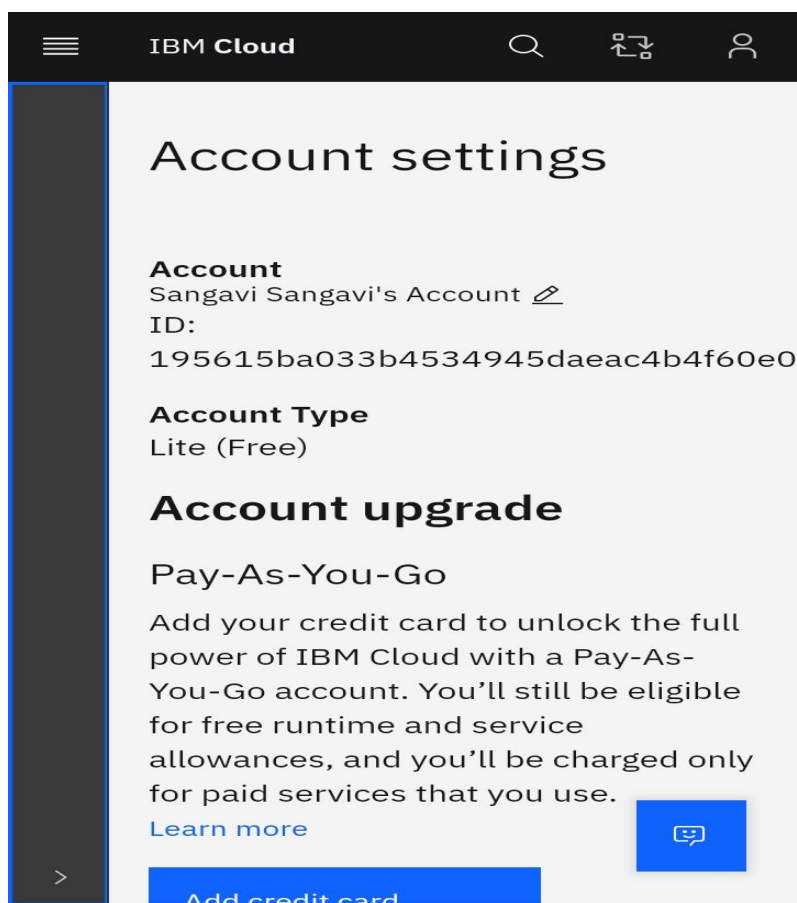 IBM Cloud
Account settings
Account
Sangavi Sangavi's Account
ID:
195615ba033b4534945daeac4b4f60e0
Account Type
Lite (Free)
Account upgrade
Pay-As-You-Go
Add your credit card to unlock the full
power of IBM Cloud with a Pay-As-
You-Go account. You’ll still be eligible
for free runtime and service
allowances, and you’ll be charged only
for paid services that you use.
Learn more
Add credit card